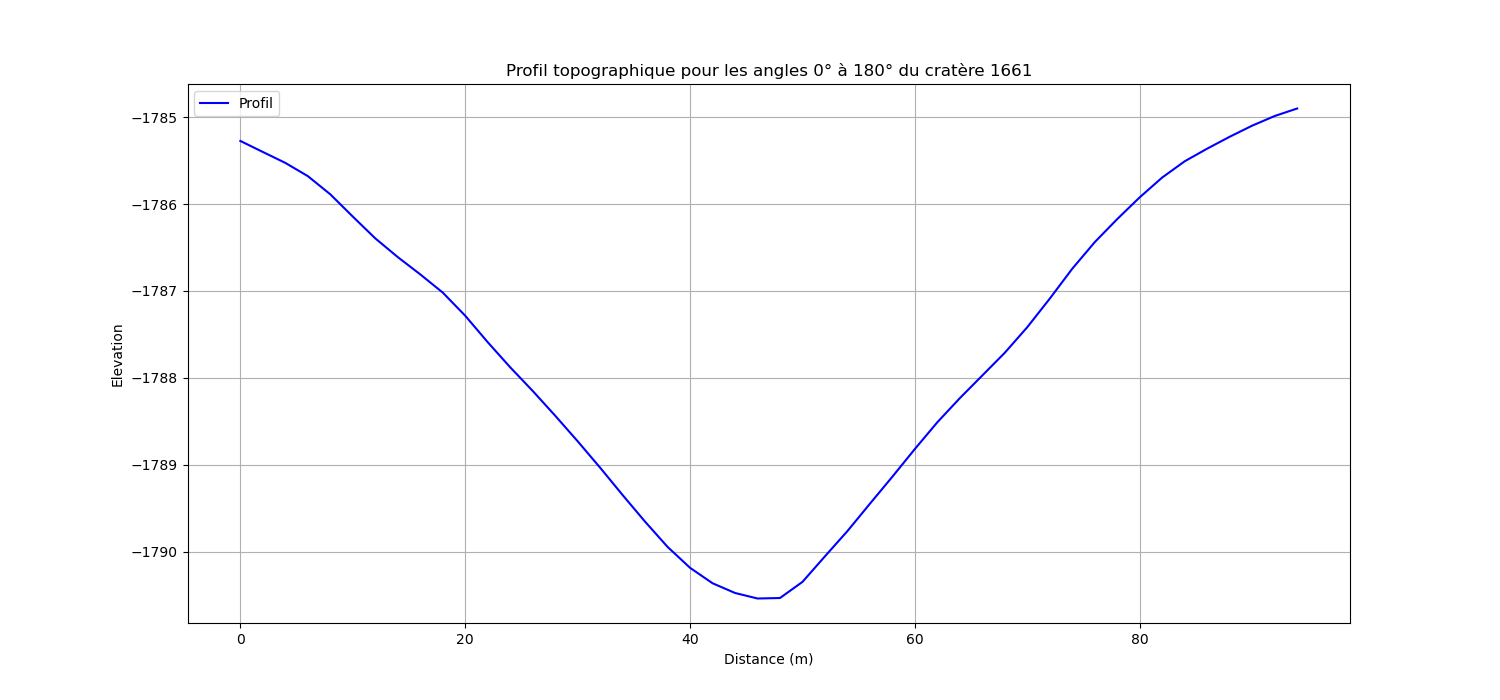 Profil topographique pour les angles 0° à 180° du cratère 1661
Profil
−1785
−1786
−1787
−1788
−1789
−1790
Elevation
0 20 40 60 80
Distance (m)